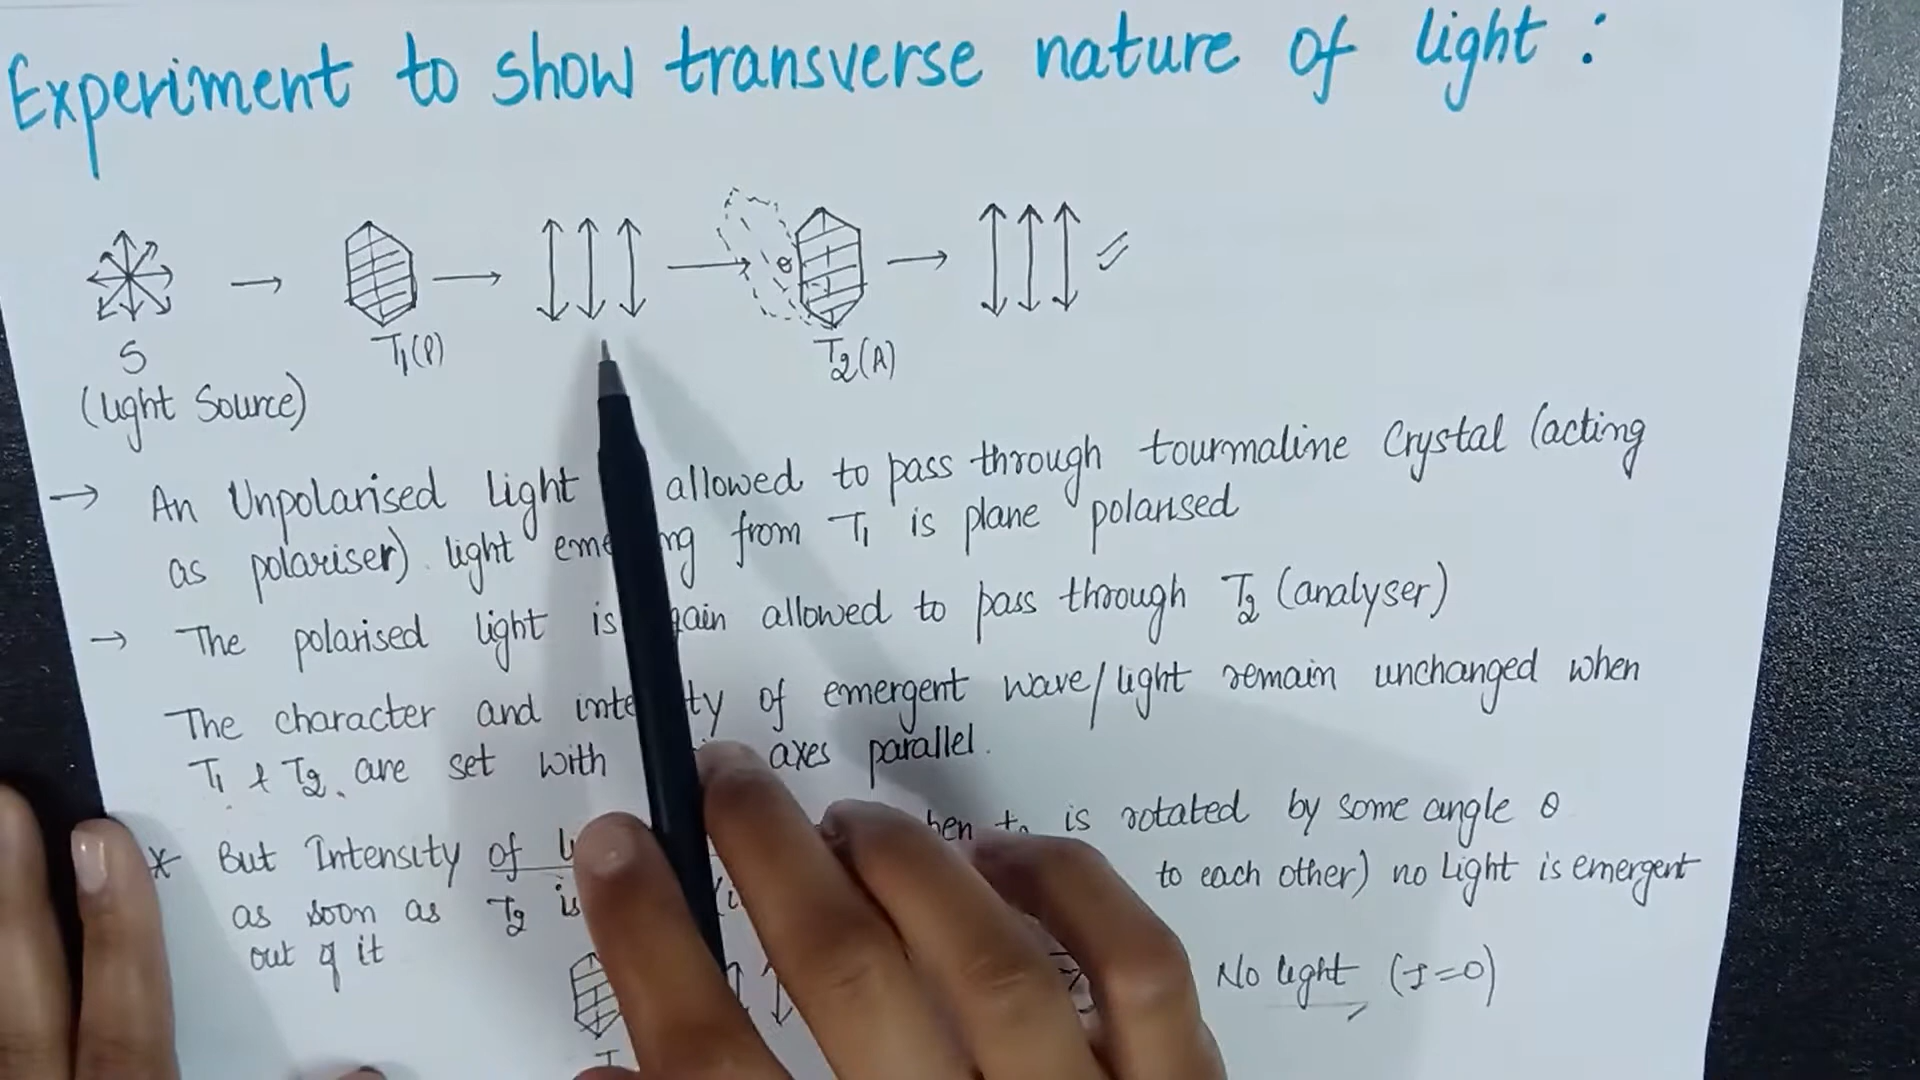 Experiment to show transverse nature of light :
θ
S
T1(P)
T2(A)
(light Source)
→ An Unpolarised light allowed to pass through tourmaline Crystal (acting
as polariser). light from T1 is plane polarised
→ The polarised light is allowed to pass through T2 (analyser)
The character and of emergent wave/light remain unchanged when
T1 & T2 are set with axes parallel.
* But Intensity of is rotated by some angle θ
as soon as T2 is to each other) no light is emergent
out of it
No light (I=0)